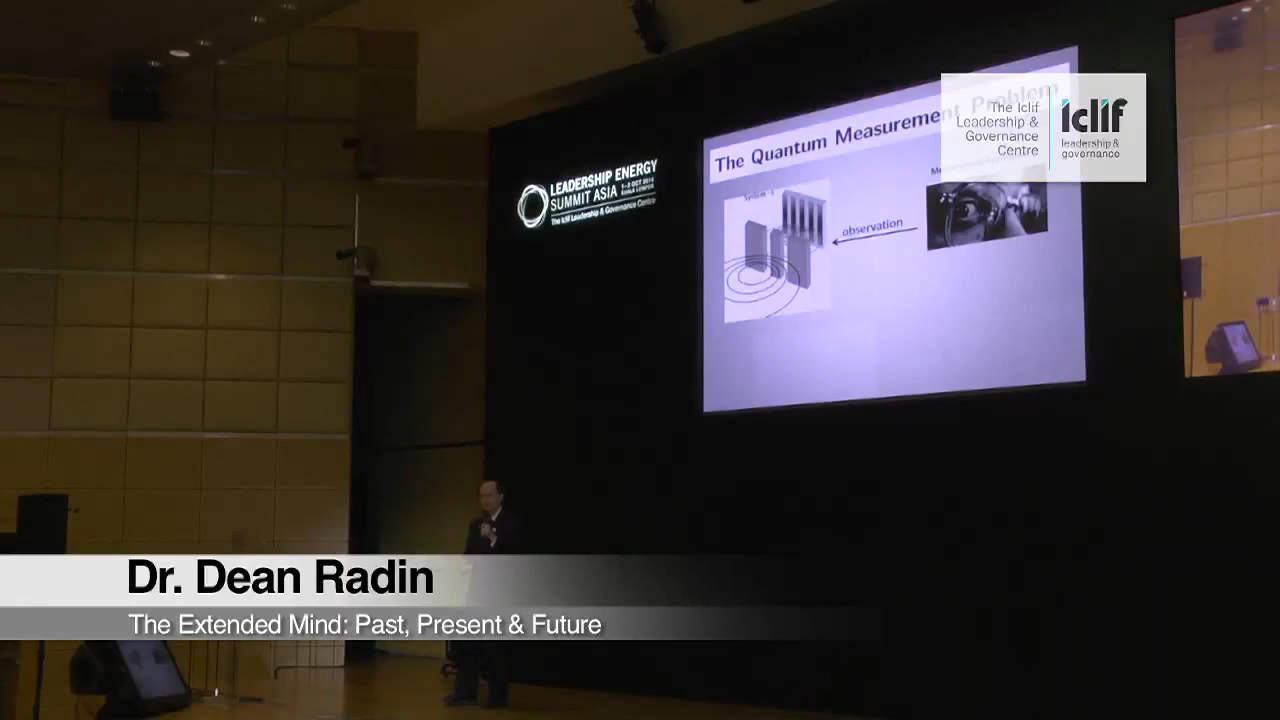 The Quantum Measurement Problem
The Iclif
Leadership &
Governance
Centre
iclif
leadership &
governance
LEADERSHIP ENERGY
SUMMIT ASIA
The Iclif Leadership & Governance Centre
System
observation
Dr. Dean Radin
The Extended Mind: Past, Present & Future